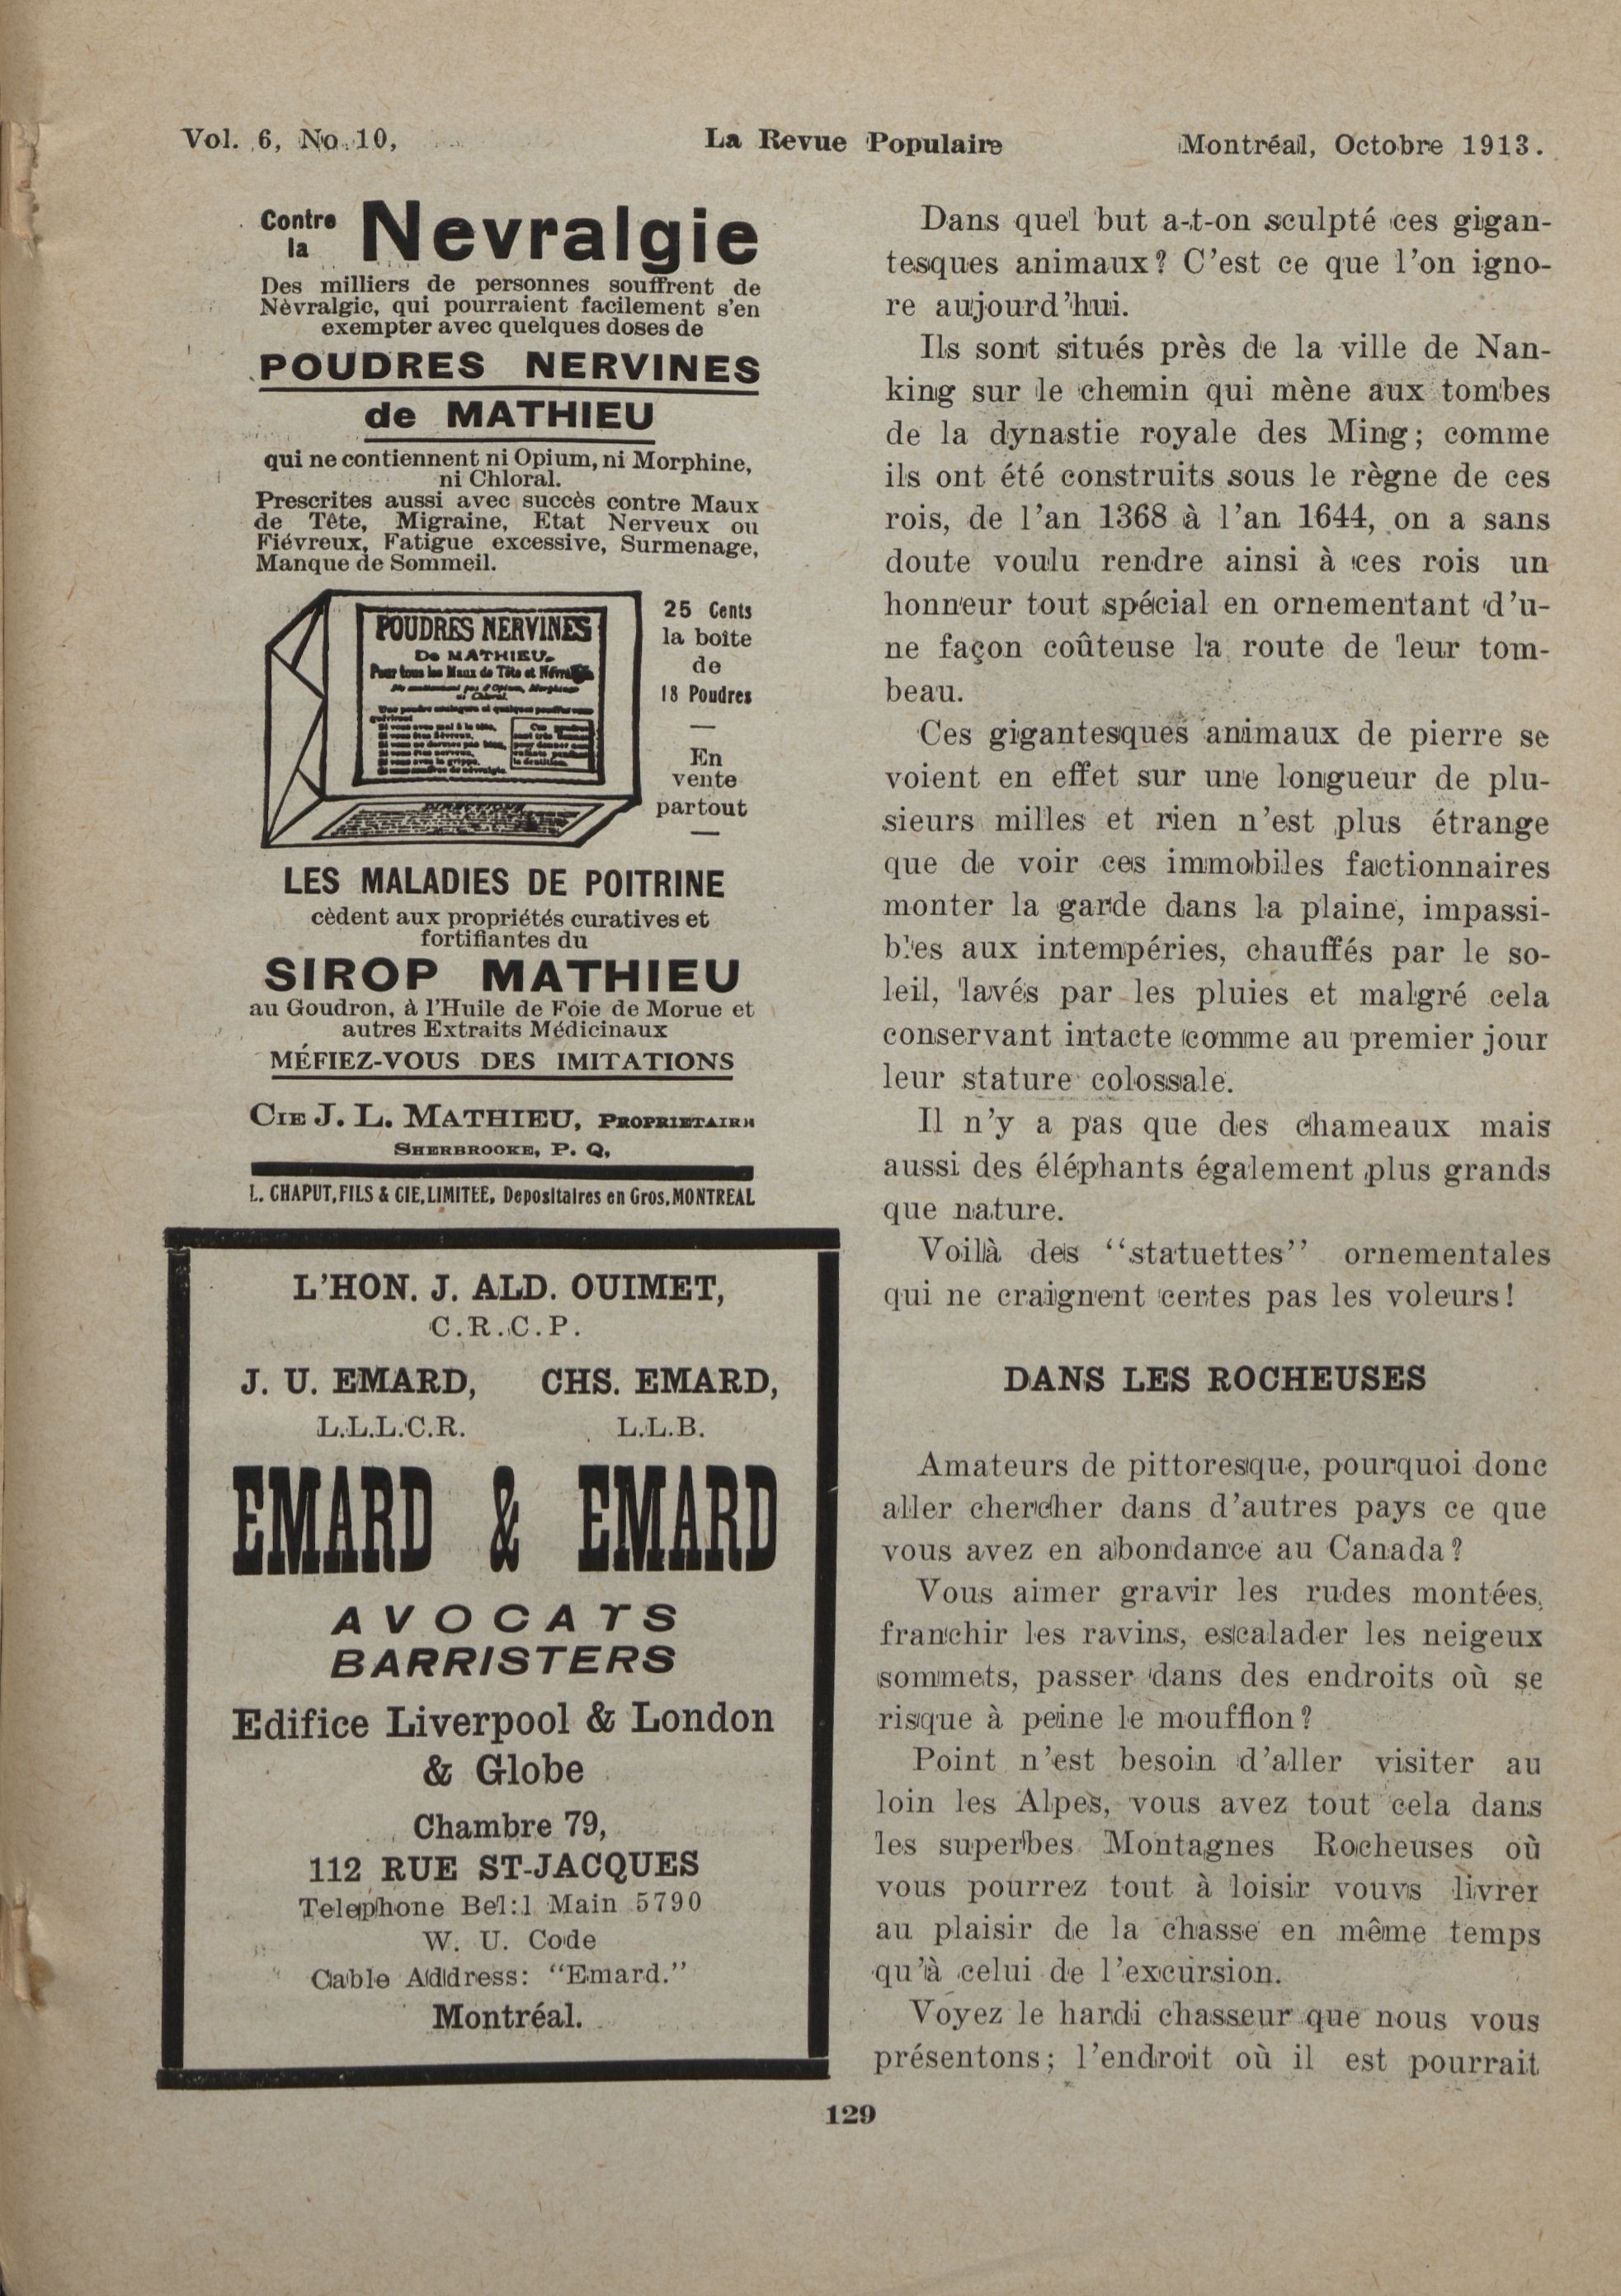 Vol. 6, No. 10,
La Revue Populaire
Montréal, Octobre 1913.
Contre la Nevralgie
Des milliers de personnes souffrent de
Nèvralgic, qui pourraient facilement s'en
exempter avec quelques doses de
POUDRES NERVINES
de MATHIEU
qui ne contiennent ni Opium, ni Morphine,
ni Chloral.
Prescrites aussi avec succès contre Maux
de Tête, Migraine, Etat Nerveux ou
Fiévreux, Fatigue excessive, Surmenage,
Manque de Sommeil.
POUDRES NERVINES
De MATHIEU
Pour tous les Maux de Tête et Névralgie
25 Cents
la boîte
de
18 Poudres
—
En
vente
partout
—
LES MALADIES DE POITRINE
cèdent aux propriétés curatives et
fortifiantes du
SIROP MATHIEU
au Goudron, à l'Huile de Foie de Morue et
autres Extraits Médicinaux
MÉFIEZ-VOUS DES IMITATIONS
CIE J. L. MATHIEU, PROPRIETAIRE
SHERBROOKE, P. Q.
L. CHAPUT, FILS & CIE, LIMITEE, Depositaires en Gros, MONTREAL
L'HON. J. ALD. OUIMET,
C.R.C.P.
J. U. EMARD, CHS. EMARD,
L.L.L.C.R. L.L.B.
EMARD & EMARD
AVOCATS
BARRISTERS
Edifice Liverpool & London
& Globe
Chambre 79,
112 RUE ST-JACQUES
Telephone Bel:l Main 5790
W. U. Code
Cable Address: "Emard."
Montréal.
Dans quel but a-t-on sculpté ces gigan-
tesques animaux? C'est ce que l'on igno-
re aujourd'hui.
Ils sont situés près de la ville de Nan-
king sur le chemin qui mène aux tombes
de la dynastie royale des Ming; comme
ils ont été construits sous le règne de ces
rois, de l'an 1368 à l'an 1644, on a sans
doute voulu rendre ainsi à ces rois un
honneur tout spécial en ornementant d'u-
ne façon coûteuse la route de leur tom-
beau.
Ces gigantesques animaux de pierre se
voient en effet sur une longueur de plu-
sieurs milles et rien n'est plus étrange
que de voir ces immobiles factionnaires
monter la garde dans la plaine, impassi-
bles aux intempéries, chauffés par le so-
leil, lavés par les pluies et malgré cela
conservant intacte comme au premier jour
leur stature colossale.
Il n'y a pas que des chameaux mais
aussi des éléphants également plus grands
que nature.
Voilà des "statuettes" ornementales
qui ne craignent certes pas les voleurs!
DANS LES ROCHEUSES
Amateurs de pittoresque, pourquoi donc
aller chercher dans d'autres pays ce que
vous avez en abondance au Canada?
Vous aimer gravir les rudes montées,
franchir les ravins, escalader les neigeux
sommets, passer dans des endroits où se
risque à peine le moufflon?
Point n'est besoin d'aller visiter au
loin les Alpes, vous avez tout cela dans
les superbes Montagnes Rocheuses où
vous pourrez tout à loisir vouvs livrer
au plaisir de la chasse en même temps
qu'à celui de l'excursion.
Voyez le hardi chasseur que nous vous
présentons; l'endroit où il est pourrait
129